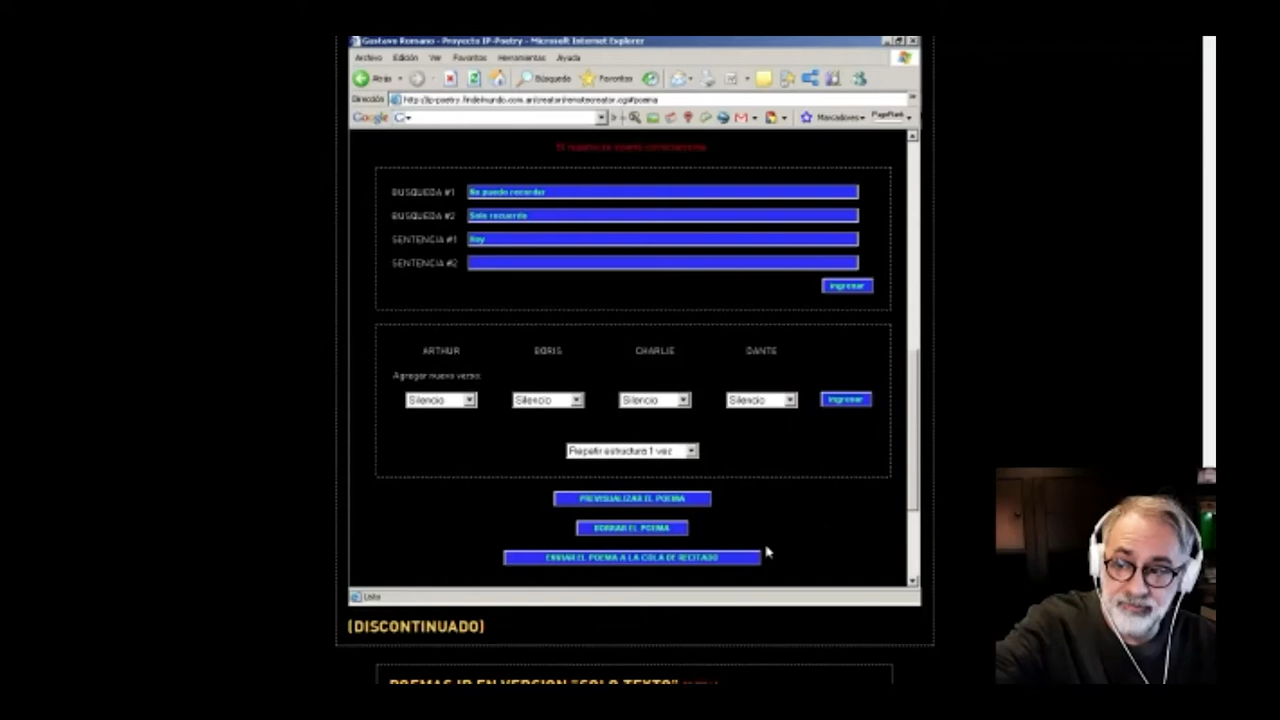 Gustavo Romano - Proyecto IP-Poetry - Microsoft Internet Explorer
Archivo Edición Ver Favoritos Herramientas Ayuda
Atrás Búsqueda Favoritos
Dirección
Google G Marcadores PageRank
BUSQUEDA #1 No puedo recordar
BUSQUEDA #2 Solo recuerdo
SENTENCIA #1 Hoy
SENTENCIA #2
ingresar
ARTHUR BORIS CHARLIE DANTE
Agregar nuevo verso:
Silencio Silencio Silencio Silencio ingresar
Repetir estructura 1 vez
PREVISUALIZAR EL POEMA
BORRAR EL POEMA
ENVIAR EL POEMA A LA COLA DE RECITADO
Listo
(DISCONTINUADO)
POEMAS IP EN VERSION "SOLO TEXTO"